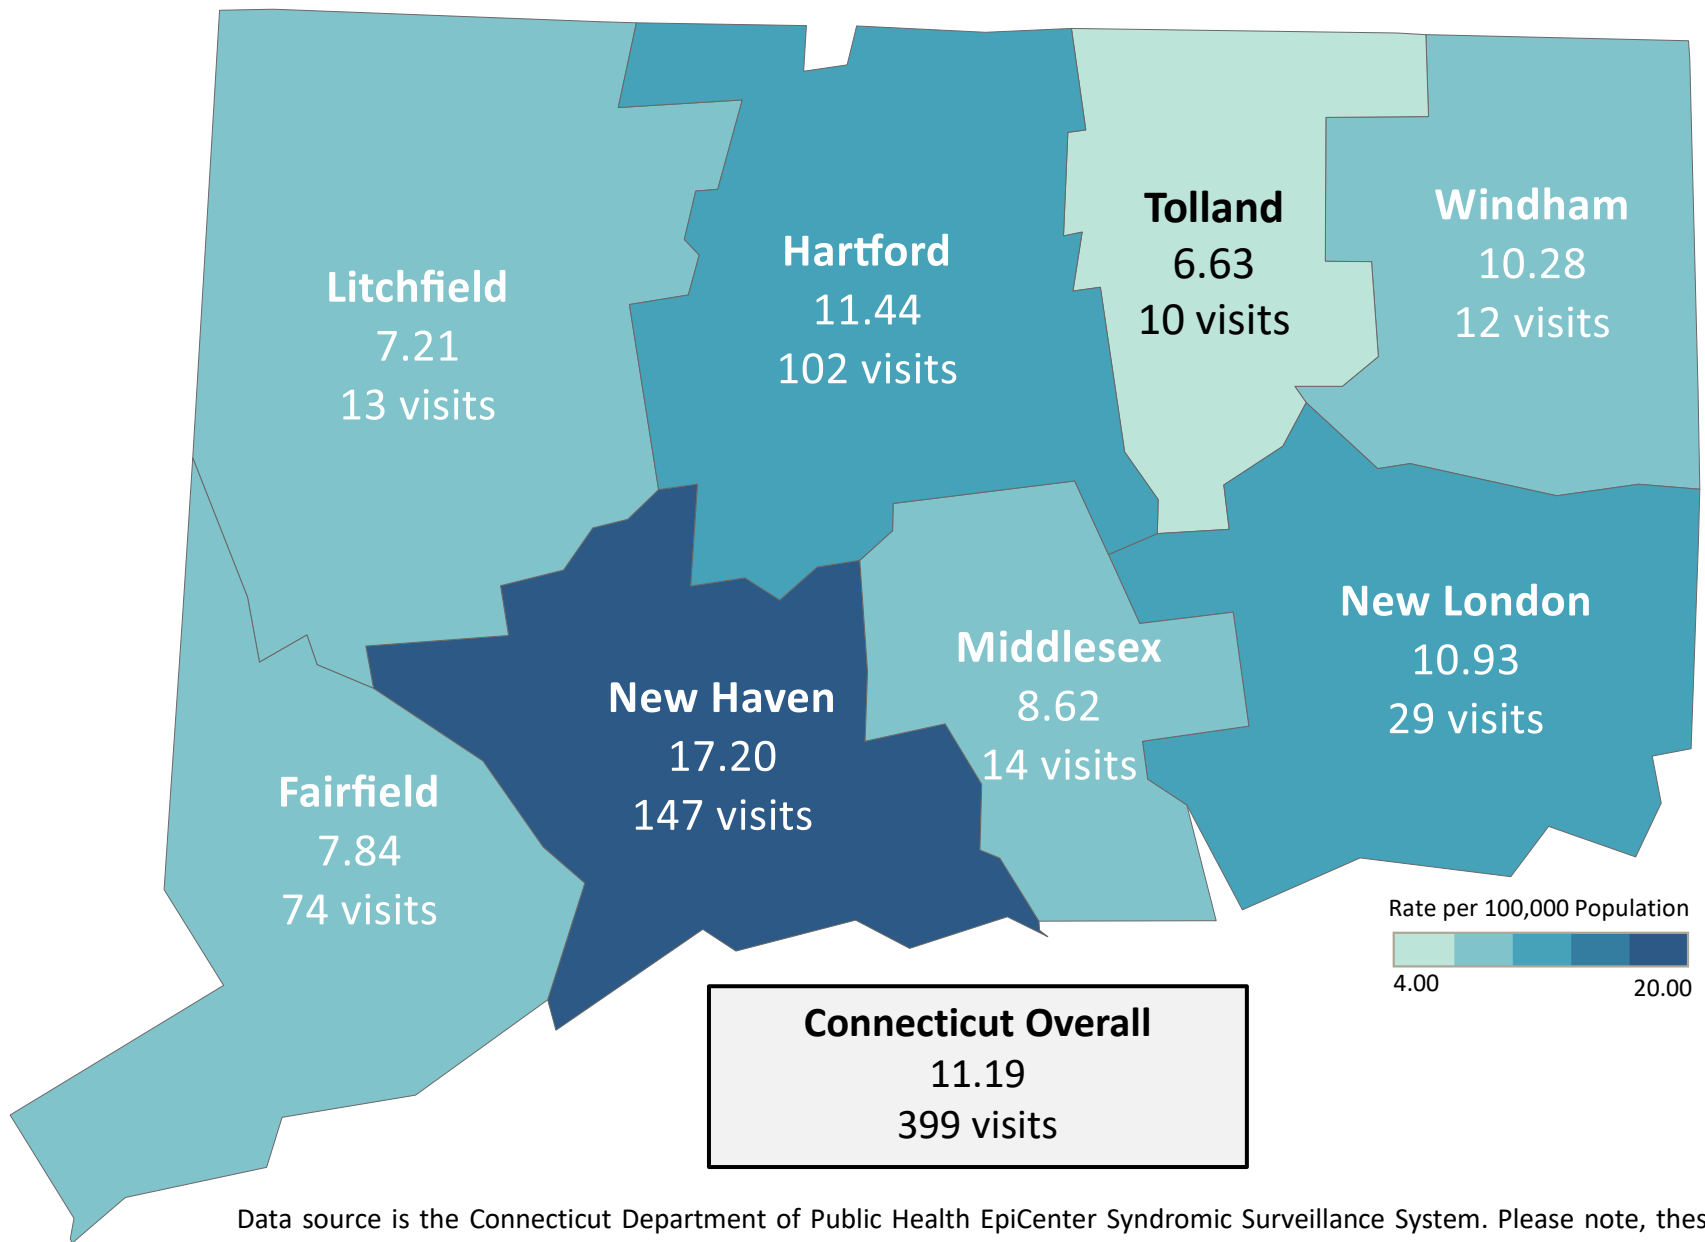 Litchfield
7.21
13 visits
Hartford
11.44
102 visits
Tolland
6.63
10 visits
Windham
10.28
12 visits
Fairfield
7.84
74 visits
New Haven
17.20
147 visits
Middlesex
8.62
14 visits
New London
10.93
29 visits
Rate per 100,000 Population
4.00
20.00
Connecticut Overall
11.19
399 visits
Data source is the Connecticut Department of Public Health EpiCenter Syndromic Surveillance System. Please note, thes